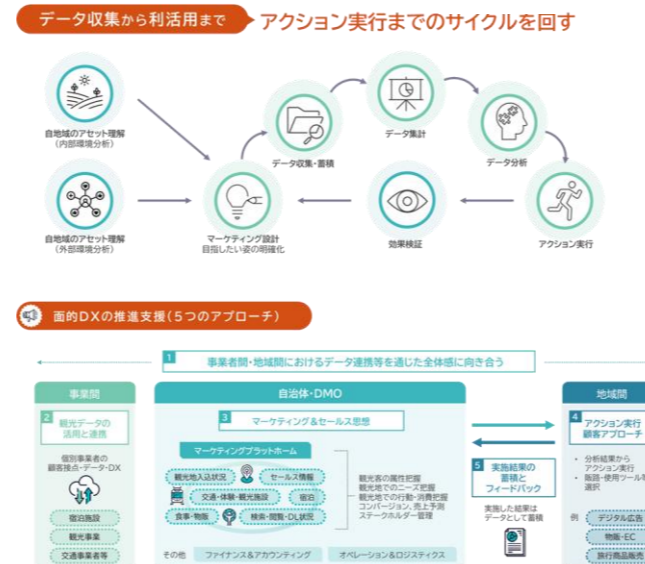 データ収集から利活用まで
アクション実行までのサイクルを回す
自地域のアセット理解
(内部環境分析)
データ収集・蓄積
データ集計
データ分析
自地域のアセット理解
(外部環境分析)
マーケティング設計
目指したい姿の明確化
効果検証
アクション実行
面的DXの推進支援(5つのアプローチ)
1 事業者間・地域間におけるデータ連携等を通じた全体感に向き合う
事業間
2 観光データの
活用と連携
個別事業者の
顧客接点・データ・DX
宿泊施設
観光事業
交通事業者等
自治体・DMO
3 マーケティング&セールス思想
マーケティングプラットホーム
観光地入込状況
セールス情報
交通・体験・観光施設
宿泊
食事・物販
検索・閲覧・DL状況
観光客の属性把握
観光地でのニーズ把握
観光地での行動・消費把握
コンバージョン、売上予測
ステークホルダー管理
その他
ファイナンス&アカウンティング
オペレーション&ロジスティクス
5 実施結果の
蓄積と
フィードバック
実施した結果は
データとして蓄積
地域間
4 アクション実行
顧客アプローチ
・ 分析結果から
アクション実行
・ 販路・使用ツールを
選択
例
デジタル広告
物販・EC
旅行商品販売